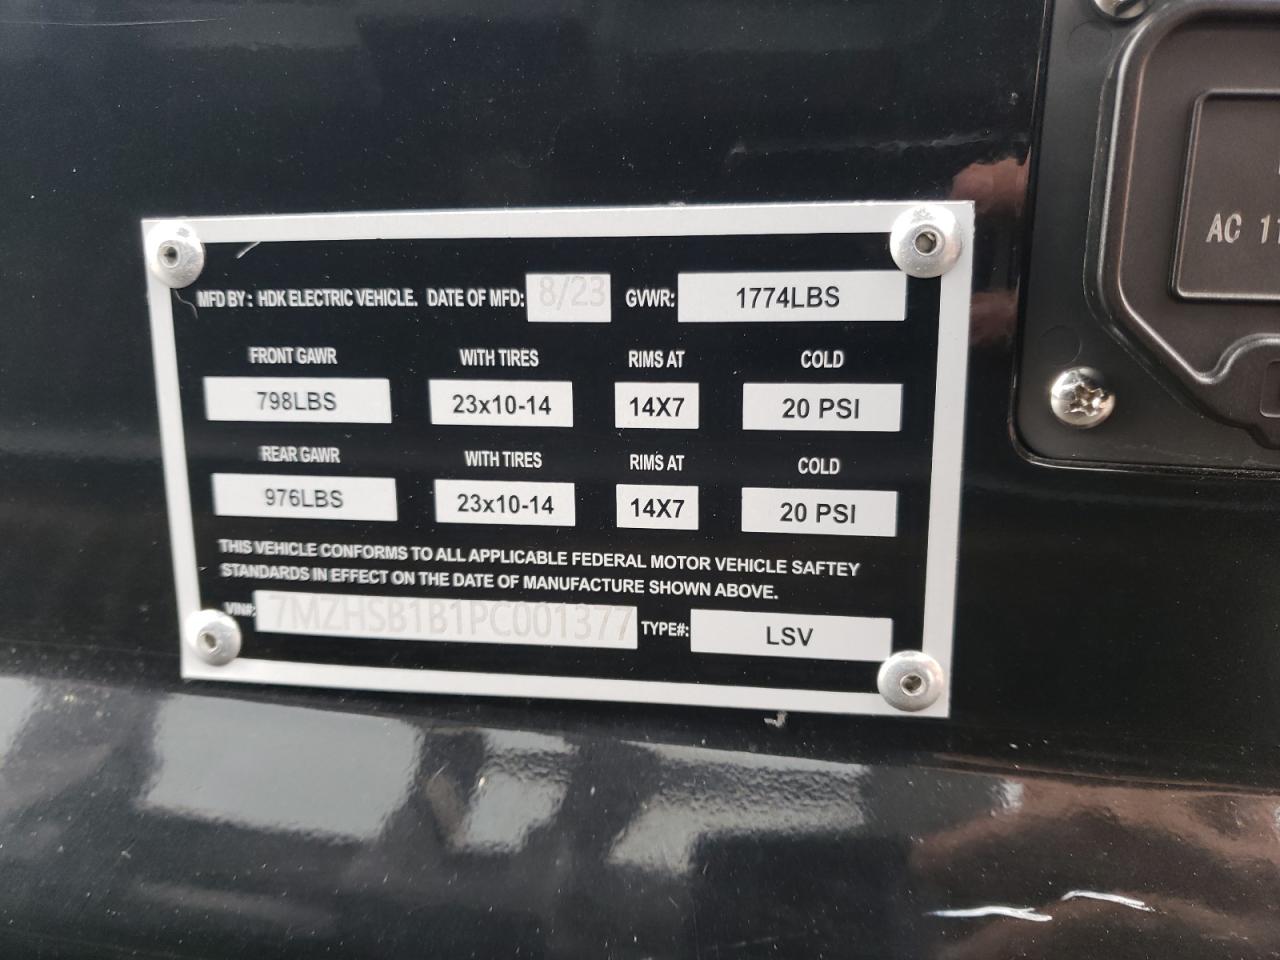 MFD BY: HDK ELECTRIC VEHICLE. DATE OF MFD: 8/23 GVWR: 1774LBS
FRONT GAWR WITH TIRES RIMS AT COLD
798LBS 23x10-14 14X7 20 PSI
REAR GAWR WITH TIRES RIMS AT COLD
976LBS 23x10-14 14X7 20 PSI
THIS VEHICLE CONFORMS TO ALL APPLICABLE FEDERAL MOTOR VEHICLE SAFTEY
STANDARDS IN EFFECT ON THE DATE OF MANUFACTURE SHOWN ABOVE.
VIN#: 7MZHSB1B1PC001377 TYPE#: LSV
AC 11